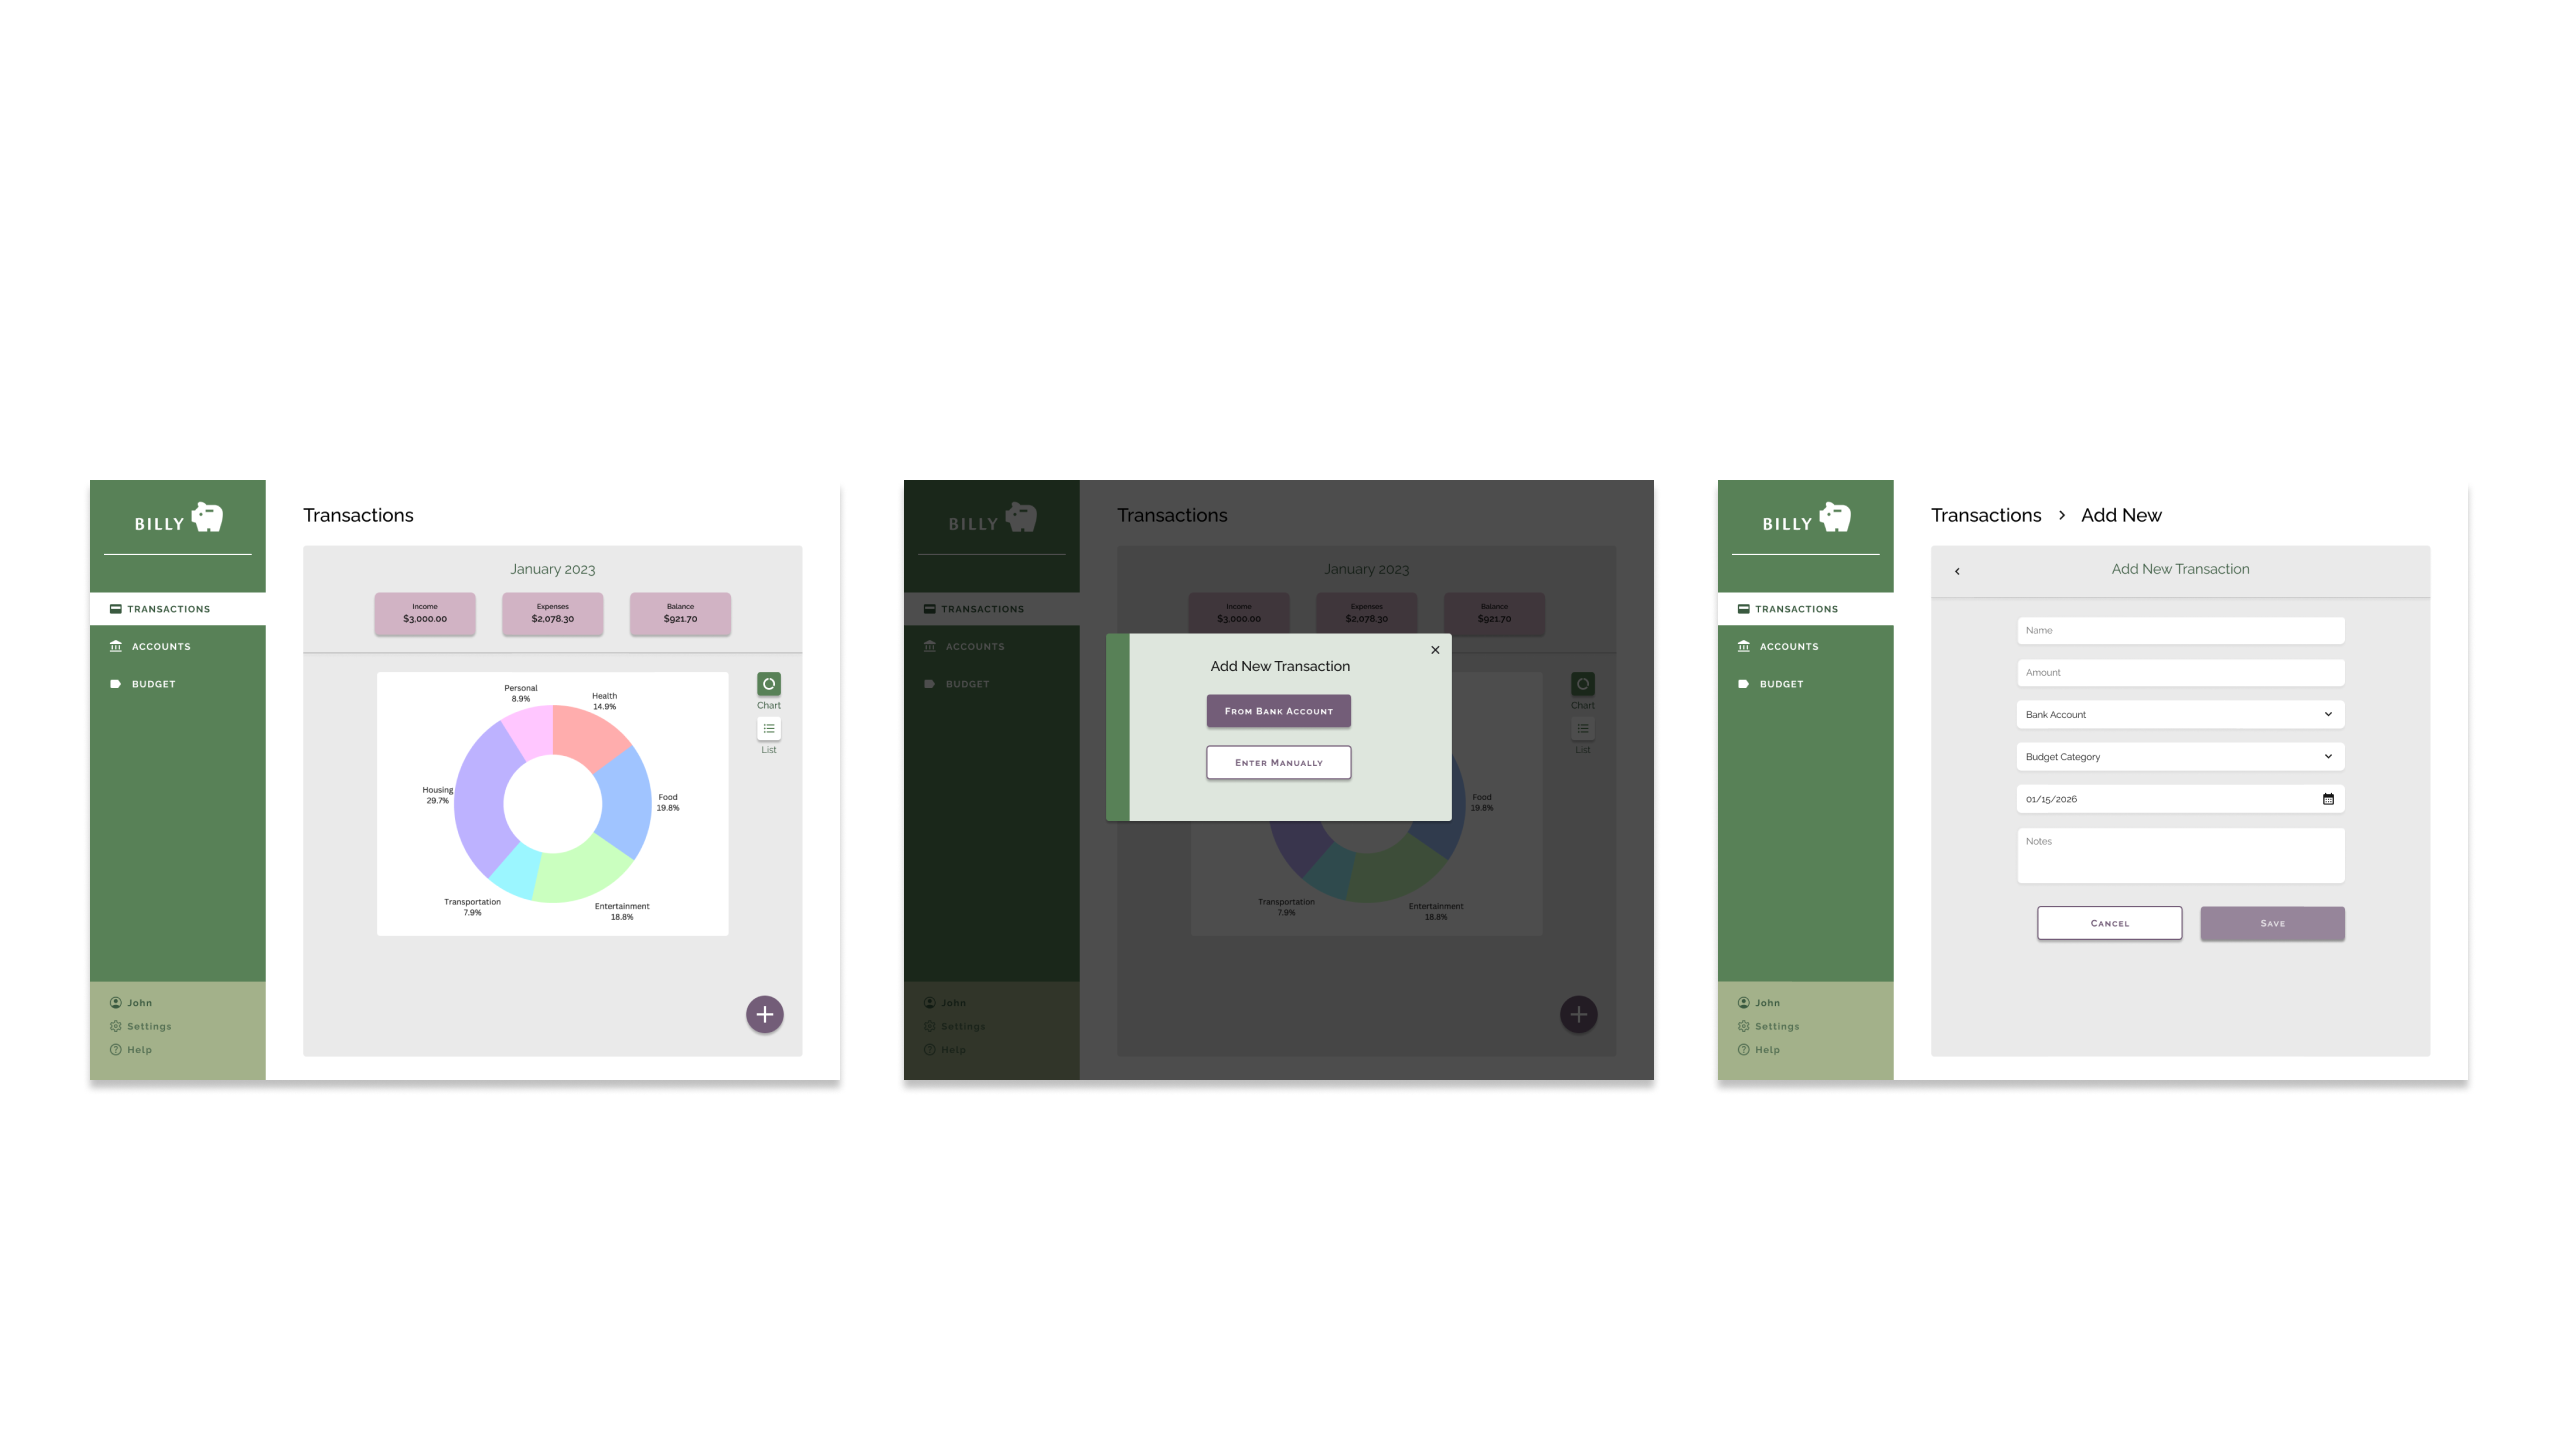 BILLY
TRANSACTIONS
ACCOUNTS
BUDGET
John
Settings
Help
Transactions
January 2023
Income
$3,000.00
Expenses
$2,078.30
Balance
$921.70
Personal
8.9%
Health
14.9%
Housing
29.7%
Food
19.8%
Transportation
7.9%
Entertainment
18.8%
Chart
List
BILLY
TRANSACTIONS
ACCOUNTS
BUDGET
John
Settings
Help
Transactions
January 2023
Income
$3,000.00
Expenses
$2,078.30
Balance
$921.70
Add New Transaction
FROM BANK ACCOUNT
ENTER MANUALLY
Food
19.8%
Transportation
7.9%
Entertainment
18.8%
Chart
List
BILLY
TRANSACTIONS
ACCOUNTS
BUDGET
John
Settings
Help
Transactions > Add New
Add New Transaction
Name
Amount
Bank Account
Budget Category
01/15/2026
Notes
CANCEL
SAVE